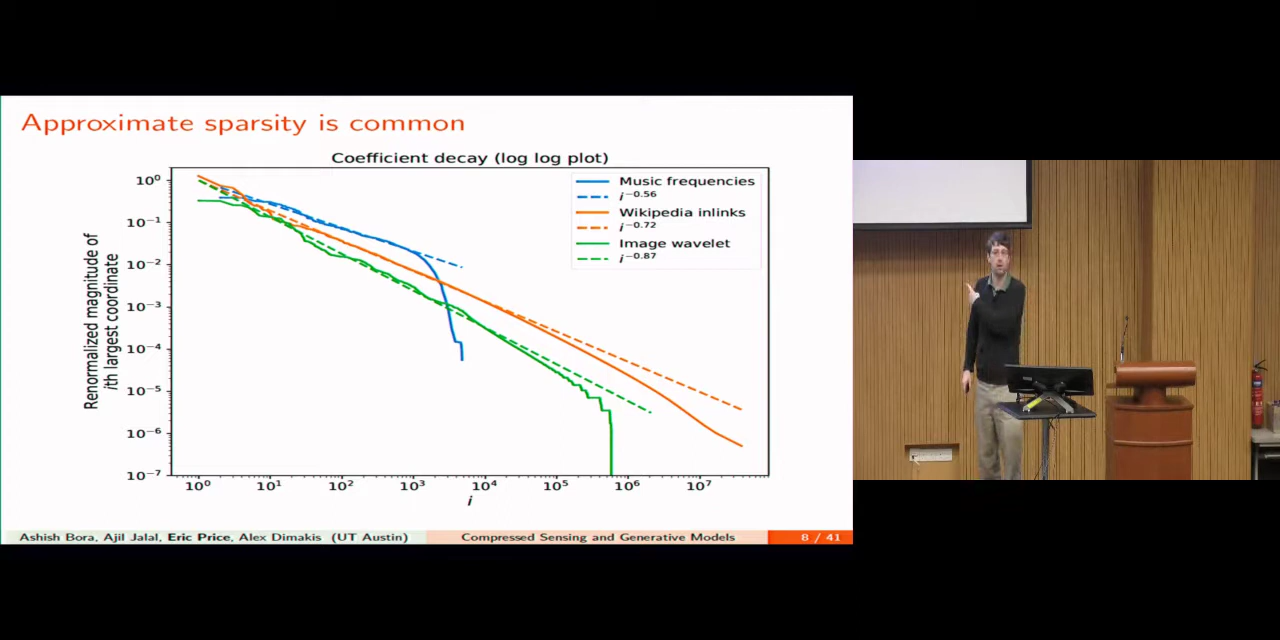 Approximate sparsity is common
Coefficient decay (log log plot)
Music frequencies
i^−0.56
Wikipedia inlinks
i^−0.72
Image wavelet
i^−0.87
Renormalized magnitude of
ith largest coordinate
10^0
10^−1
10^−2
10^−3
10^−4
10^−5
10^−6
10^−7
10^0 10^1 10^2 10^3 10^4 10^5 10^6 10^7
i
Ashish Bora, Ajil Jalal, Eric Price, Alex Dimakis (UT Austin) Compressed Sensing and Generative Models 8 / 41